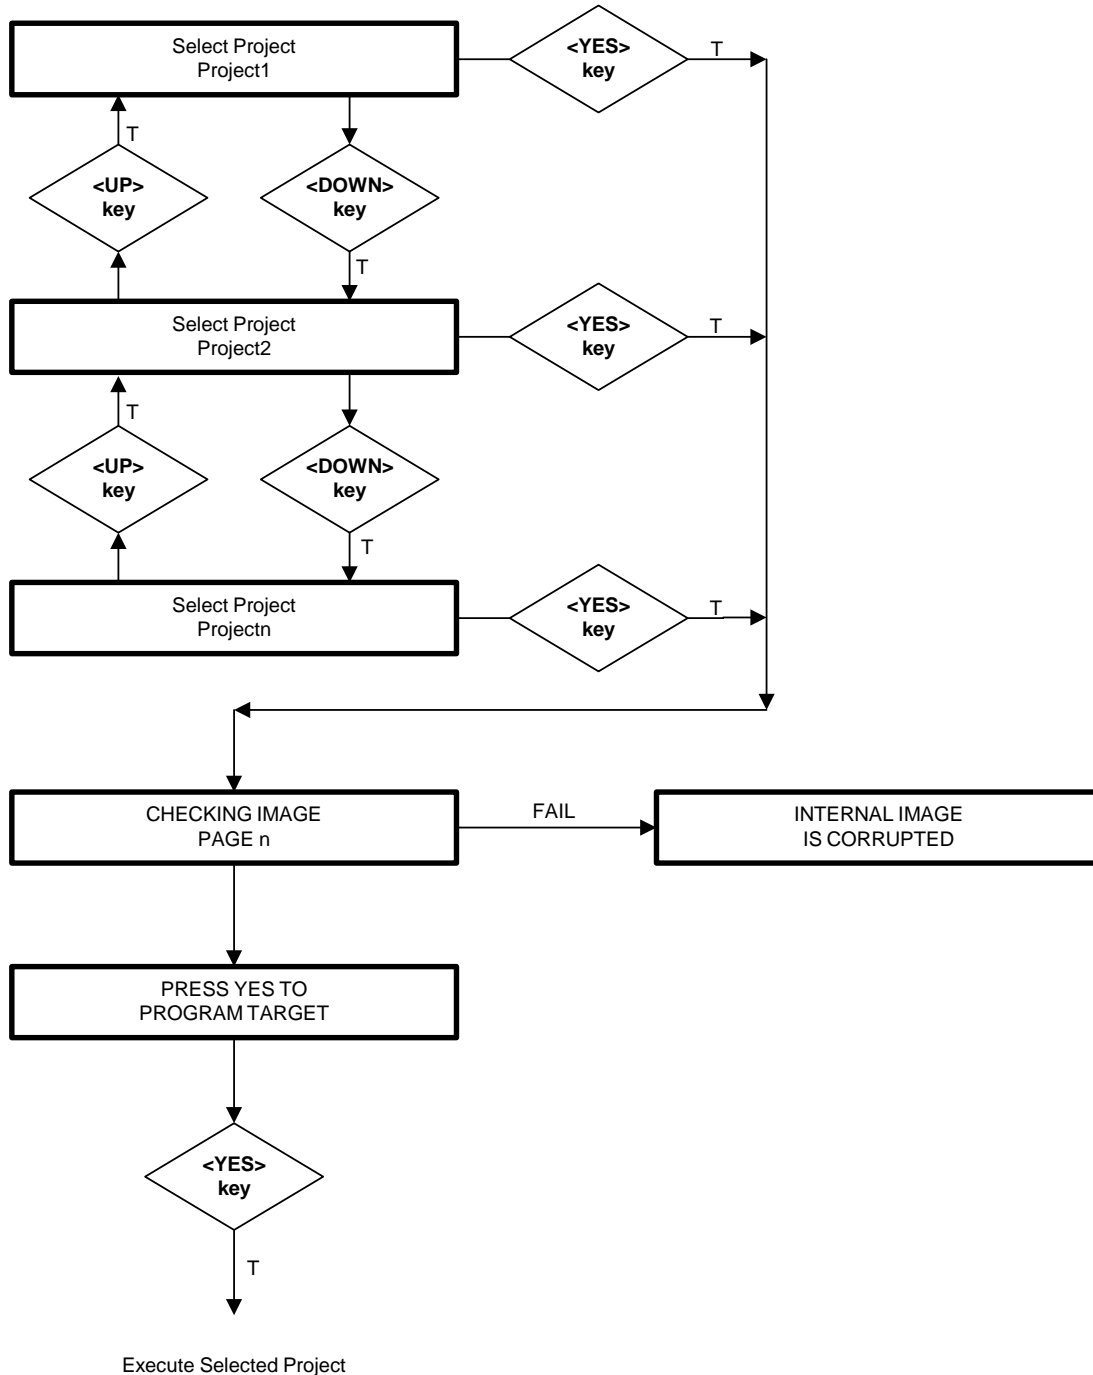 Select Project
Project1
<YES>
key
T
T
<UP>
key
<DOWN>
key
T
Select Project
Project2
<YES>
key
T
T
<UP>
key
<DOWN>
key
T
Select Project
Projectn
<YES>
key
T
CHECKING IMAGE
PAGE n
FAIL
INTERNAL IMAGE
IS CORRUPTED
PRESS YES TO
PROGRAM TARGET
<YES>
key
T
Execute Selected Project